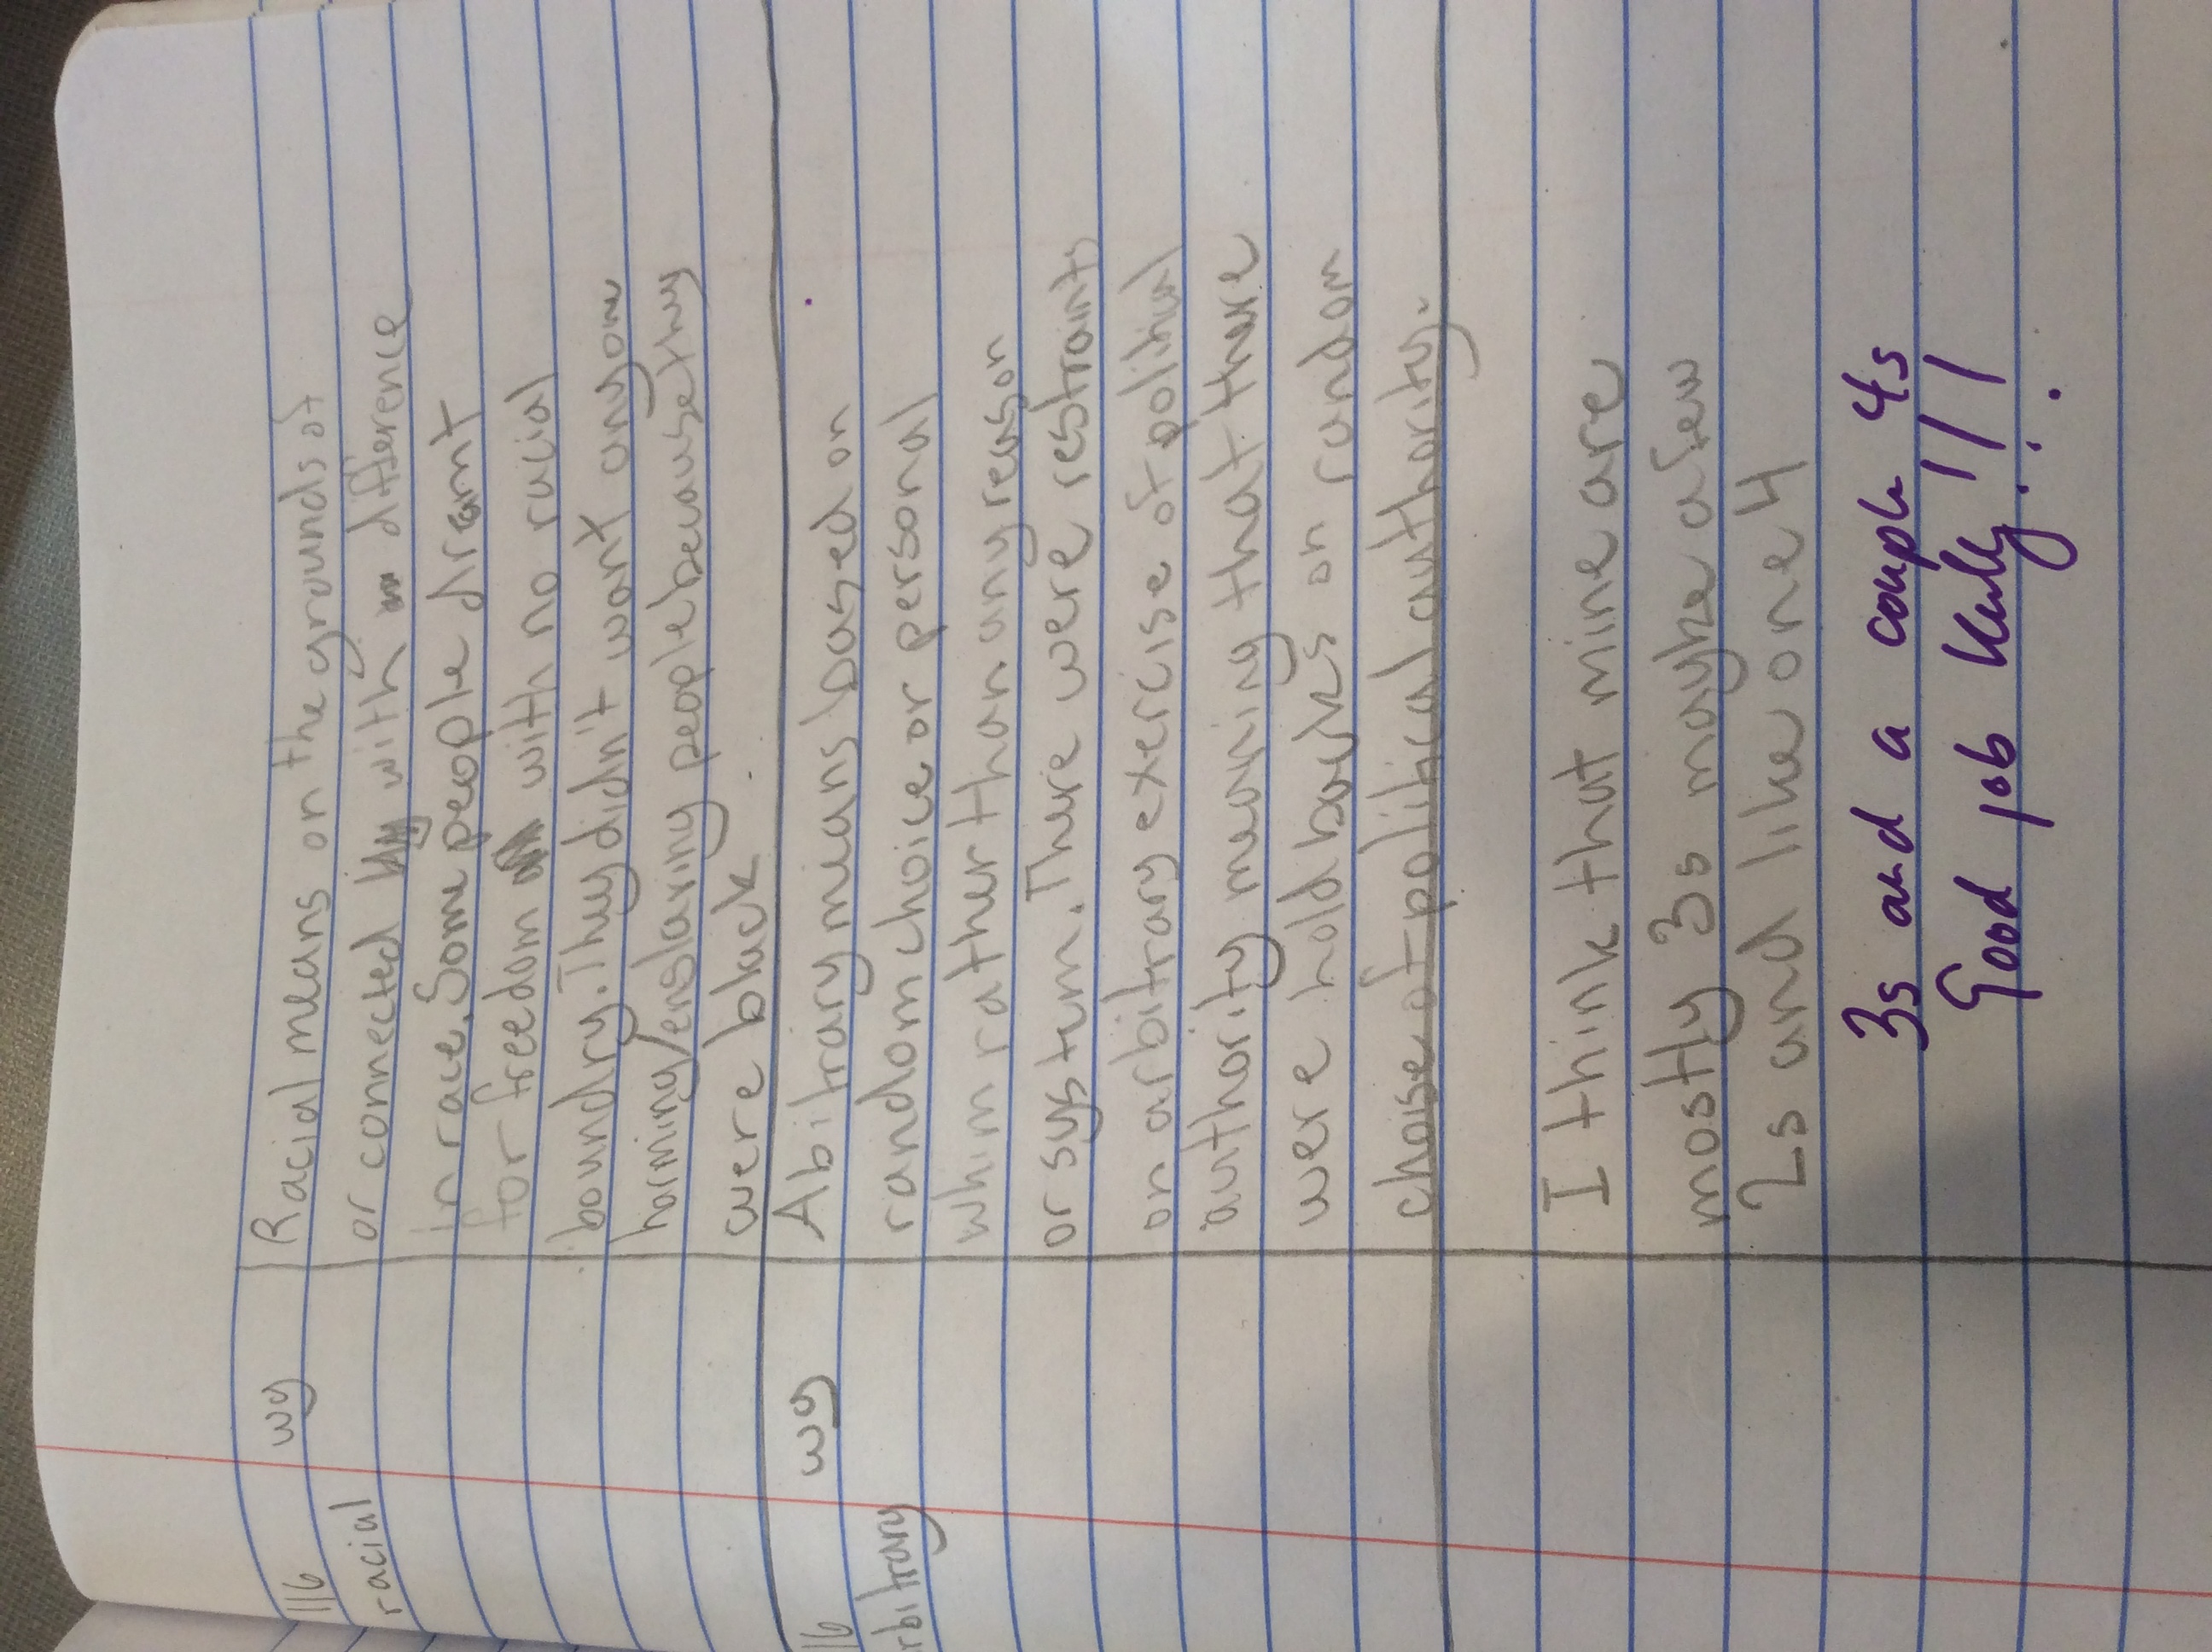 116 wg Racial means on the grounds of
racial or connected with difference
in race. Some people dramt
for freedom with no racial
boundry. They didn't want anyone
harming/enslaving people because they
were black
16 wg Abitrary means based on
rbitrary random choice or personal
whim rather than any reason
or system. There were restraints
on arbitrary exercise of political
authority meaning that there
were hold backs on random
choise of political authority.
I think that mine are
mostly 3s maybe a few
2s and like one 4
3s and a couple 4s
Good job Kelly!!!